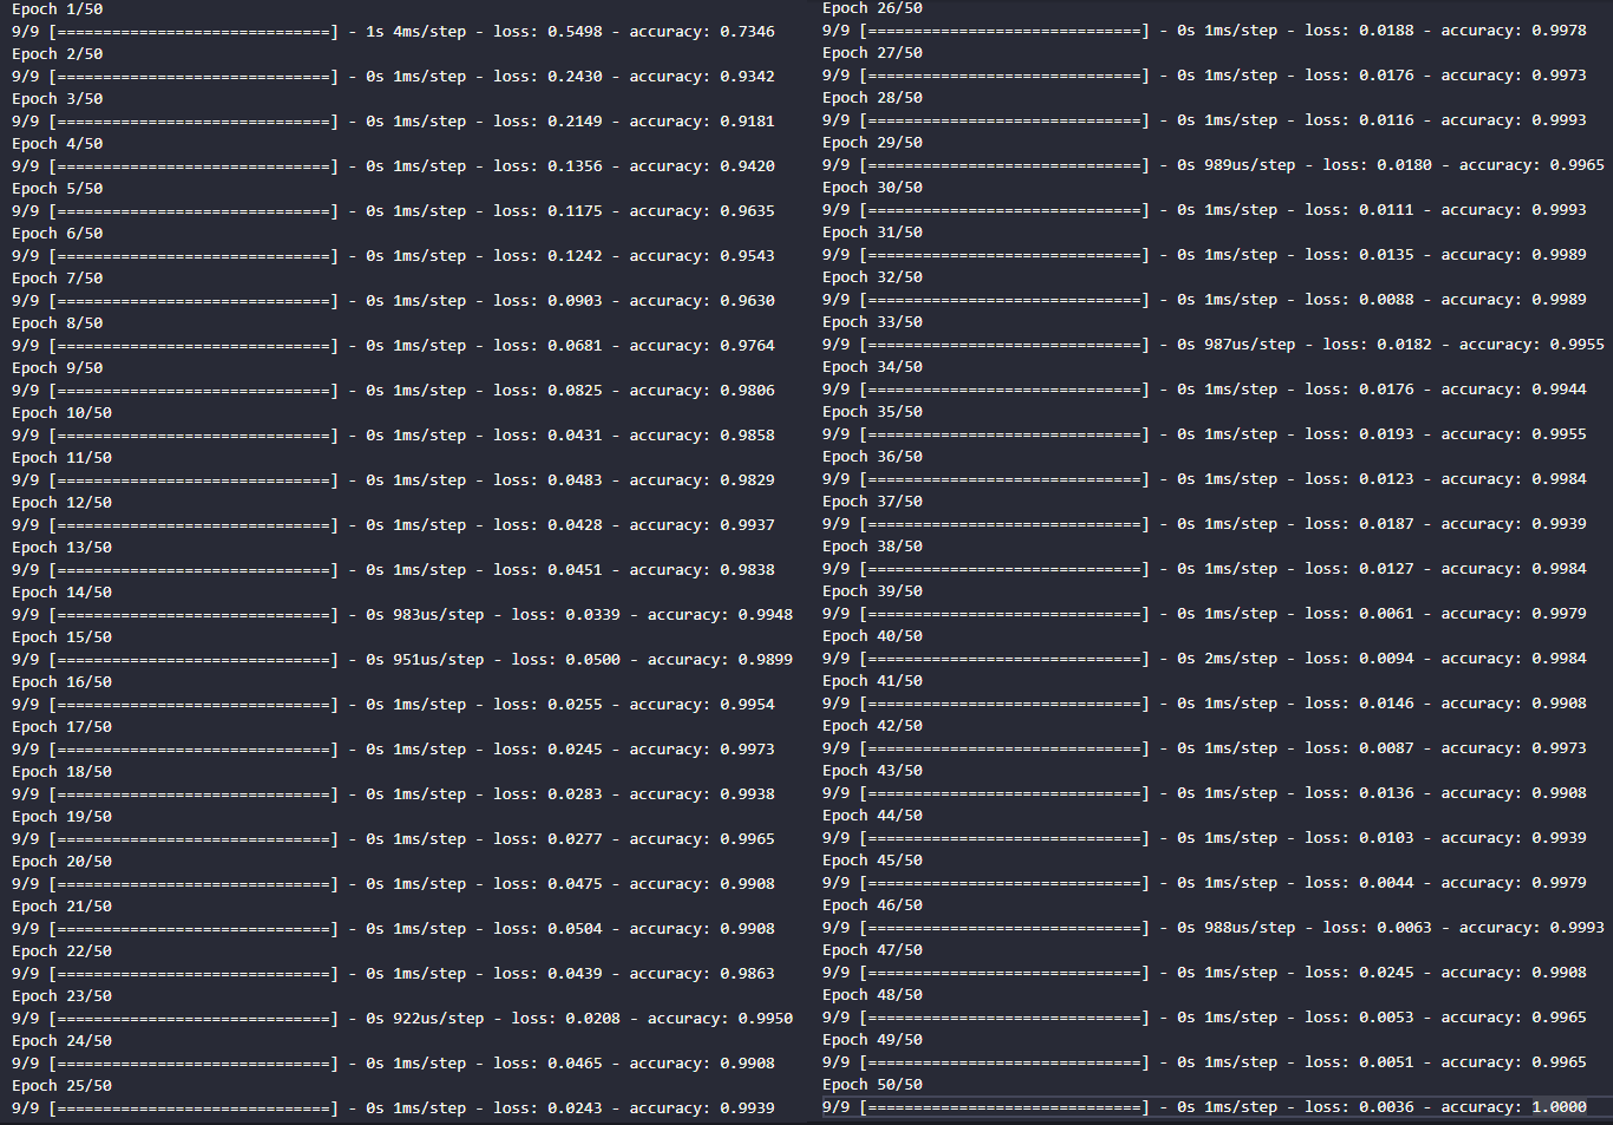 Epoch 1/50
9/9 [==============================] - 1s 4ms/step - loss: 0.5498 - accuracy: 0.7346
Epoch 2/50
9/9 [==============================] - 0s 1ms/step - loss: 0.2430 - accuracy: 0.9342
Epoch 3/50
9/9 [==============================] - 0s 1ms/step - loss: 0.2149 - accuracy: 0.9181
Epoch 4/50
9/9 [==============================] - 0s 1ms/step - loss: 0.1356 - accuracy: 0.9420
Epoch 5/50
9/9 [==============================] - 0s 1ms/step - loss: 0.1175 - accuracy: 0.9635
Epoch 6/50
9/9 [==============================] - 0s 1ms/step - loss: 0.1242 - accuracy: 0.9543
Epoch 7/50
9/9 [==============================] - 0s 1ms/step - loss: 0.0903 - accuracy: 0.9630
Epoch 8/50
9/9 [==============================] - 0s 1ms/step - loss: 0.0681 - accuracy: 0.9764
Epoch 9/50
9/9 [==============================] - 0s 1ms/step - loss: 0.0825 - accuracy: 0.9806
Epoch 10/50
9/9 [==============================] - 0s 1ms/step - loss: 0.0431 - accuracy: 0.9858
Epoch 11/50
9/9 [==============================] - 0s 1ms/step - loss: 0.0483 - accuracy: 0.9829
Epoch 12/50
9/9 [==============================] - 0s 1ms/step - loss: 0.0428 - accuracy: 0.9937
Epoch 13/50
9/9 [==============================] - 0s 1ms/step - loss: 0.0451 - accuracy: 0.9838
Epoch 14/50
9/9 [==============================] - 0s 983us/step - loss: 0.0339 - accuracy: 0.9948
Epoch 15/50
9/9 [==============================] - 0s 951us/step - loss: 0.0500 - accuracy: 0.9899
Epoch 16/50
9/9 [==============================] - 0s 1ms/step - loss: 0.0255 - accuracy: 0.9954
Epoch 17/50
9/9 [==============================] - 0s 1ms/step - loss: 0.0245 - accuracy: 0.9973
Epoch 18/50
9/9 [==============================] - 0s 1ms/step - loss: 0.0283 - accuracy: 0.9938
Epoch 19/50
9/9 [==============================] - 0s 1ms/step - loss: 0.0277 - accuracy: 0.9965
Epoch 20/50
9/9 [==============================] - 0s 1ms/step - loss: 0.0475 - accuracy: 0.9908
Epoch 21/50
9/9 [==============================] - 0s 1ms/step - loss: 0.0504 - accuracy: 0.9908
Epoch 22/50
9/9 [==============================] - 0s 1ms/step - loss: 0.0439 - accuracy: 0.9863
Epoch 23/50
9/9 [==============================] - 0s 922us/step - loss: 0.0208 - accuracy: 0.9950
Epoch 24/50
9/9 [==============================] - 0s 1ms/step - loss: 0.0465 - accuracy: 0.9908
Epoch 25/50
9/9 [==============================] - 0s 1ms/step - loss: 0.0243 - accuracy: 0.9939
Epoch 26/50
9/9 [==============================] - 0s 1ms/step - loss: 0.0188 - accuracy: 0.9978
Epoch 27/50
9/9 [==============================] - 0s 1ms/step - loss: 0.0176 - accuracy: 0.9973
Epoch 28/50
9/9 [==============================] - 0s 1ms/step - loss: 0.0116 - accuracy: 0.9993
Epoch 29/50
9/9 [==============================] - 0s 989us/step - loss: 0.0180 - accuracy: 0.9965
Epoch 30/50
9/9 [==============================] - 0s 1ms/step - loss: 0.0111 - accuracy: 0.9993
Epoch 31/50
9/9 [==============================] - 0s 1ms/step - loss: 0.0135 - accuracy: 0.9989
Epoch 32/50
9/9 [==============================] - 0s 1ms/step - loss: 0.0088 - accuracy: 0.9989
Epoch 33/50
9/9 [==============================] - 0s 987us/step - loss: 0.0182 - accuracy: 0.9955
Epoch 34/50
9/9 [==============================] - 0s 1ms/step - loss: 0.0176 - accuracy: 0.9944
Epoch 35/50
9/9 [==============================] - 0s 1ms/step - loss: 0.0193 - accuracy: 0.9955
Epoch 36/50
9/9 [==============================] - 0s 1ms/step - loss: 0.0123 - accuracy: 0.9984
Epoch 37/50
9/9 [==============================] - 0s 1ms/step - loss: 0.0187 - accuracy: 0.9939
Epoch 38/50
9/9 [==============================] - 0s 1ms/step - loss: 0.0127 - accuracy: 0.9984
Epoch 39/50
9/9 [==============================] - 0s 1ms/step - loss: 0.0061 - accuracy: 0.9979
Epoch 40/50
9/9 [==============================] - 0s 2ms/step - loss: 0.0094 - accuracy: 0.9984
Epoch 41/50
9/9 [==============================] - 0s 1ms/step - loss: 0.0146 - accuracy: 0.9908
Epoch 42/50
9/9 [==============================] - 0s 1ms/step - loss: 0.0087 - accuracy: 0.9973
Epoch 43/50
9/9 [==============================] - 0s 1ms/step - loss: 0.0136 - accuracy: 0.9908
Epoch 44/50
9/9 [==============================] - 0s 1ms/step - loss: 0.0103 - accuracy: 0.9939
Epoch 45/50
9/9 [==============================] - 0s 1ms/step - loss: 0.0044 - accuracy: 0.9979
Epoch 46/50
9/9 [==============================] - 0s 988us/step - loss: 0.0063 - accuracy: 0.9993
Epoch 47/50
9/9 [==============================] - 0s 1ms/step - loss: 0.0245 - accuracy: 0.9908
Epoch 48/50
9/9 [==============================] - 0s 1ms/step - loss: 0.0053 - accuracy: 0.9965
Epoch 49/50
9/9 [==============================] - 0s 1ms/step - loss: 0.0051 - accuracy: 0.9965
Epoch 50/50
9/9 [==============================] - 0s 1ms/step - loss: 0.0036 - accuracy: 1.0000